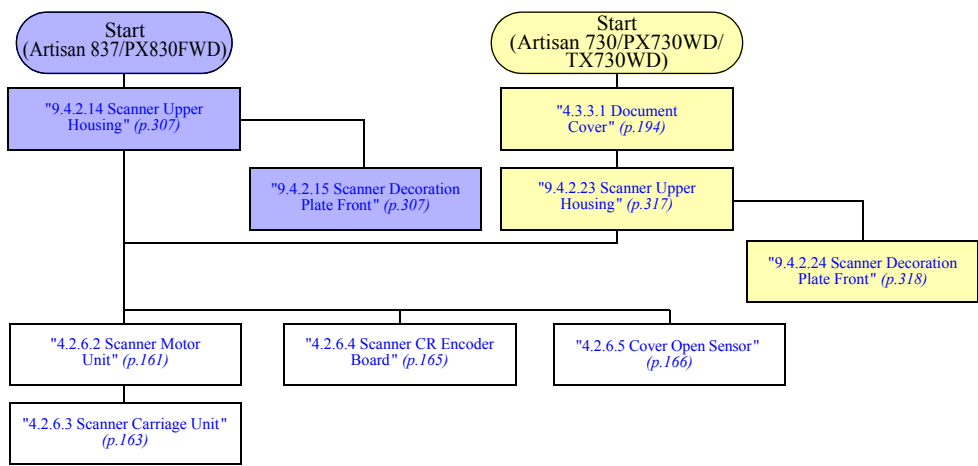 Start
(Artisan 837/PX830FWD)
Start
(Artisan 730/PX730WD/
TX730WD)
"9.4.2.14 Scanner Upper
Housing" (p.307)
"4.3.3.1 Document
Cover" (p.194)
"9.4.2.15 Scanner Decoration
Plate Front" (p.307)
"9.4.2.23 Scanner Upper
Housing" (p.317)
"9.4.2.24 Scanner Decoration
Plate Front" (p.318)
"4.2.6.2 Scanner Motor
Unit" (p.161)
"4.2.6.4 Scanner CR Encoder
Board" (p.165)
"4.2.6.5 Cover Open Sensor"
(p.166)
"4.2.6.3 Scanner Carriage Unit"
(p.163)